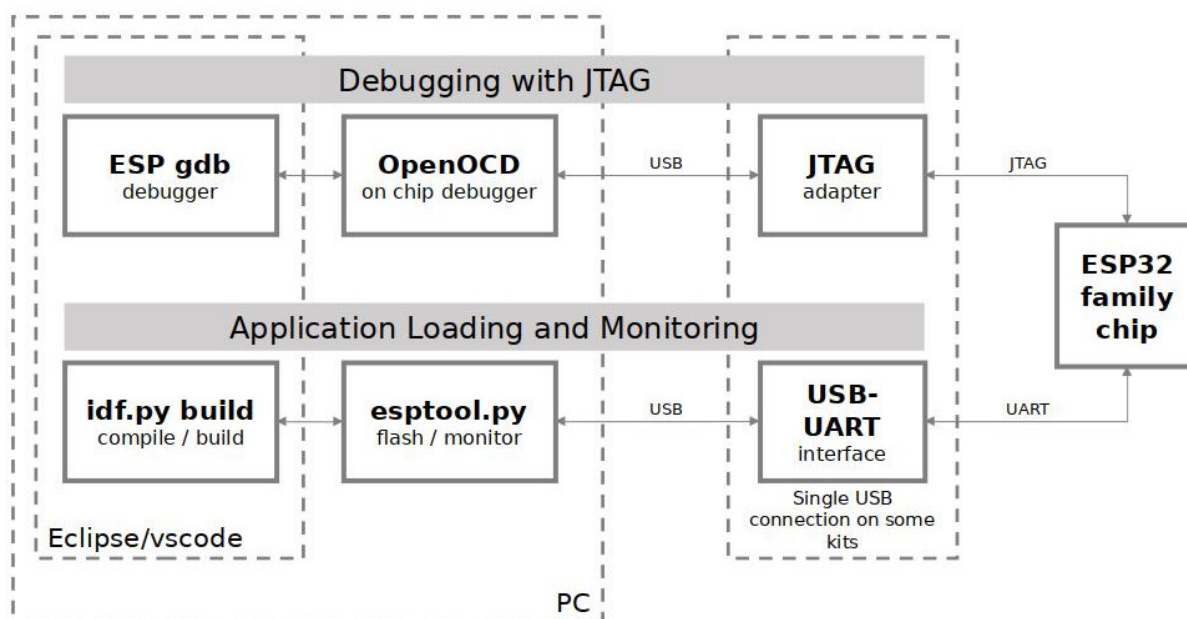 Debugging with JTAG
ESP gdb
debugger
OpenOCD
on chip debugger
USB
JTAG
adapter
JTAG
ESP32
family
chip
Application Loading and Monitoring
idf.py build
compile / build
esptool.py
flash / monitor
USB
USB-
UART
interface
UART
Single USB
connection on some
kits
Eclipse/vscode
PC